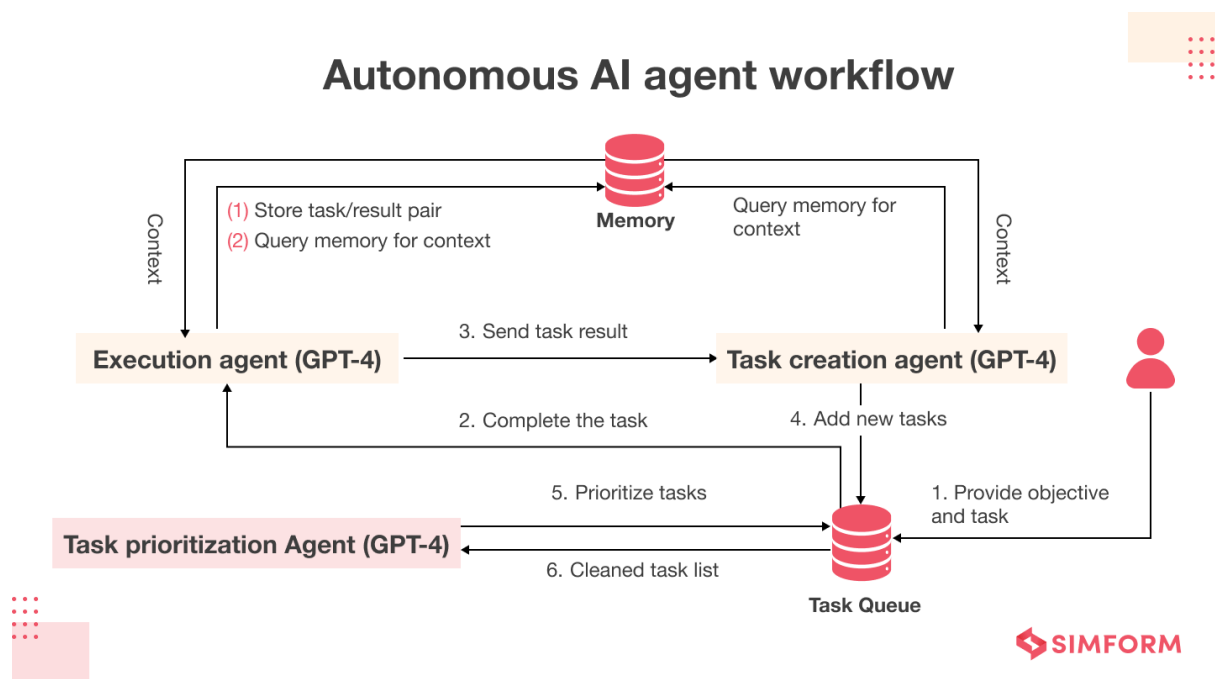 Autonomous AI agent workflow
Memory
(1) Store task/result pair
(2) Query memory for context
Query memory for
context
Context
Context
3. Send task result
Execution agent (GPT-4)
Task creation agent (GPT-4)
2. Complete the task
4. Add new tasks
5. Prioritize tasks
1. Provide objective
and task
Task prioritization Agent (GPT-4)
6. Cleaned task list
Task Queue
SIMFORM